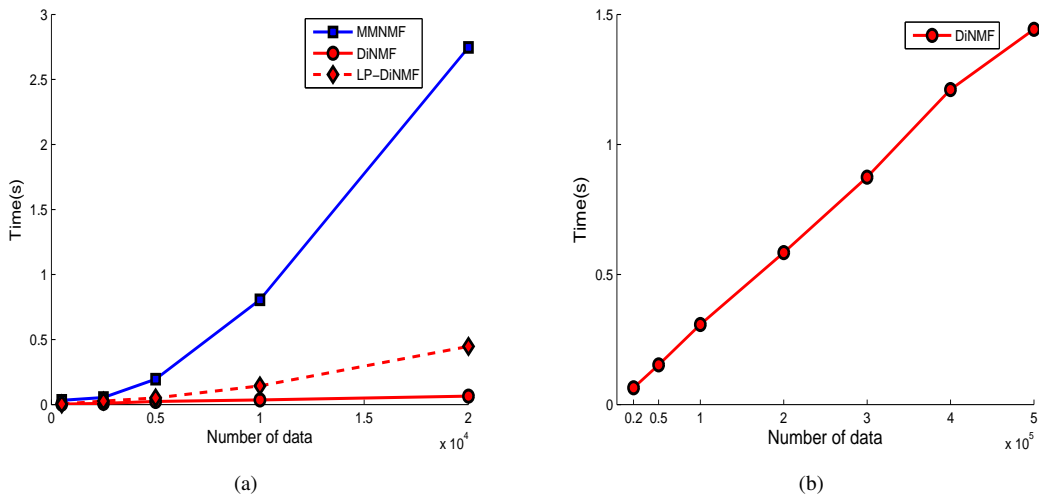 3
2.5
2
1.5
1
0.5
0
Time(s)
MMNMF
DiNMF
LP-DiNMF
0
0.5
1
1.5
2
x 10^4
Number of data
(a)
1.5
1
0.5
0
Time(s)
DiNMF
0.2
0.5
1
2
3
4
5
x 10^5
Number of data
(b)